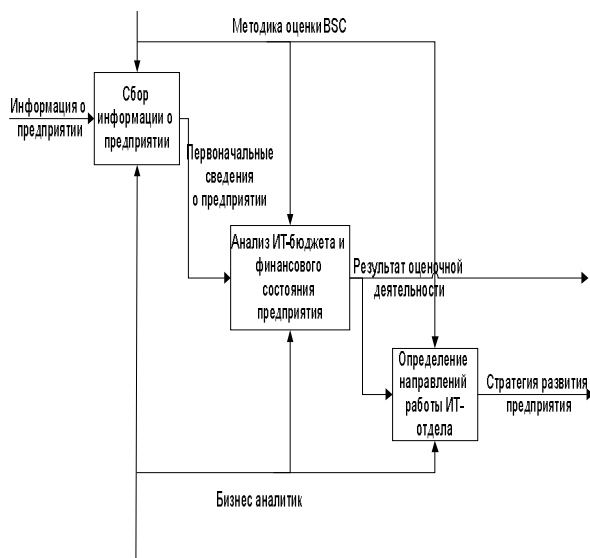 Методика оценки BSC
Сбор
информации о
предприятии
Информация о
предприятии
Первоначальные
сведения
о предприятии
Анализ ИТ-бюджета и
финансового
состояния
предприятия
Результат оценочной
деятельности
Определение
направлений
работы ИТ-
отдела
Стратегия развития
предприятия
Бизнес аналитик